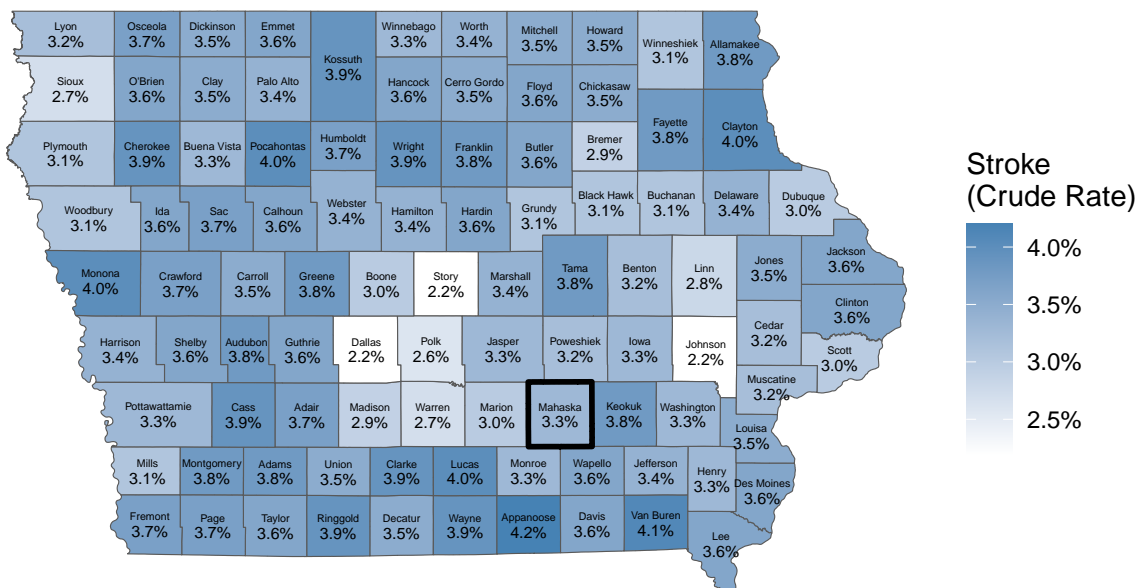 Lyon
3.2%
Osceola
3.7%
Dickinson
3.5%
Emmet
3.6%
Kossuth
3.9%
Winnebago
3.3%
Worth
3.4%
Mitchell
3.5%
Howard
3.5%
Winneshiek
3.1%
Allamakee
3.8%
Sioux
2.7%
O'Brien
3.6%
Clay
3.5%
Palo Alto
3.4%
Hancock
3.6%
Cerro Gordo
3.5%
Floyd
3.6%
Chickasaw
3.5%
Plymouth
3.1%
Cherokee
3.9%
Buena Vista
3.3%
Pocahontas
4.0%
Humboldt
3.7%
Wright
3.9%
Franklin
3.8%
Butler
3.6%
Bremer
2.9%
Fayette
3.8%
Clayton
4.0%
Woodbury
3.1%
Ida
3.6%
Sac
3.7%
Calhoun
3.6%
Webster
3.4%
Hamilton
3.4%
Hardin
3.6%
Grundy
3.1%
Black Hawk
3.1%
Buchanan
3.1%
Delaware
3.4%
Dubuque
3.0%
Monona
4.0%
Crawford
3.7%
Carroll
3.5%
Greene
3.8%
Boone
3.0%
Story
2.2%
Marshall
3.4%
Tama
3.8%
Benton
3.2%
Linn
2.8%
Jones
3.5%
Jackson
3.6%
Clinton
3.6%
Harrison
3.4%
Shelby
3.6%
Audubon
3.8%
Guthrie
3.6%
Dallas
2.2%
Polk
2.6%
Jasper
3.3%
Poweshiek
3.2%
Iowa
3.3%
Johnson
2.2%
Cedar
3.2%
Scott
3.0%
Muscatine
3.2%
Pottawattamie
3.3%
Cass
3.9%
Adair
3.7%
Madison
2.9%
Warren
2.7%
Marion
3.0%
Mahaska
3.3%
Keokuk
3.8%
Washington
3.3%
Louisa
3.5%
Mills
3.1%
Montgomery
3.8%
Adams
3.8%
Union
3.5%
Clarke
3.9%
Lucas
4.0%
Monroe
3.3%
Wapello
3.6%
Jefferson
3.4%
Henry
3.3%
Des Moines
3.6%
Fremont
3.7%
Page
3.7%
Taylor
3.6%
Ringgold
3.9%
Decatur
3.5%
Wayne
3.9%
Appanoose
4.2%
Davis
3.6%
Van Buren
4.1%
Lee
3.6%
Stroke
(Crude Rate)
4.0%
3.5%
3.0%
2.5%